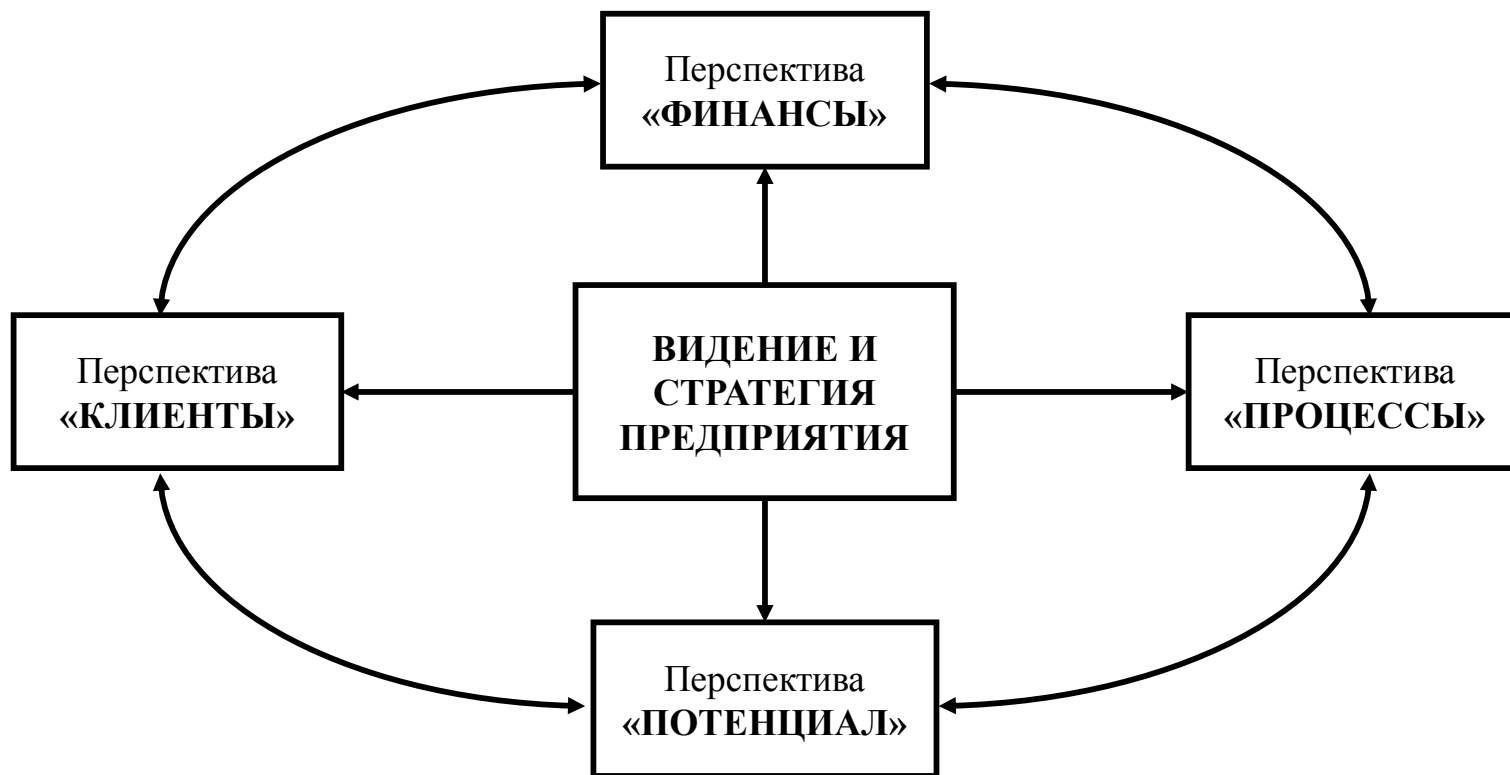 Перспектива
«ФИНАНСЫ»
Перспектива
«КЛИЕНТЫ»
ВИДЕНИЕ И
СТРАТЕГИЯ
ПРЕДПРИЯТИЯ
Перспектива
«ПРОЦЕССЫ»
Перспектива
«ПОТЕНЦИАЛ»